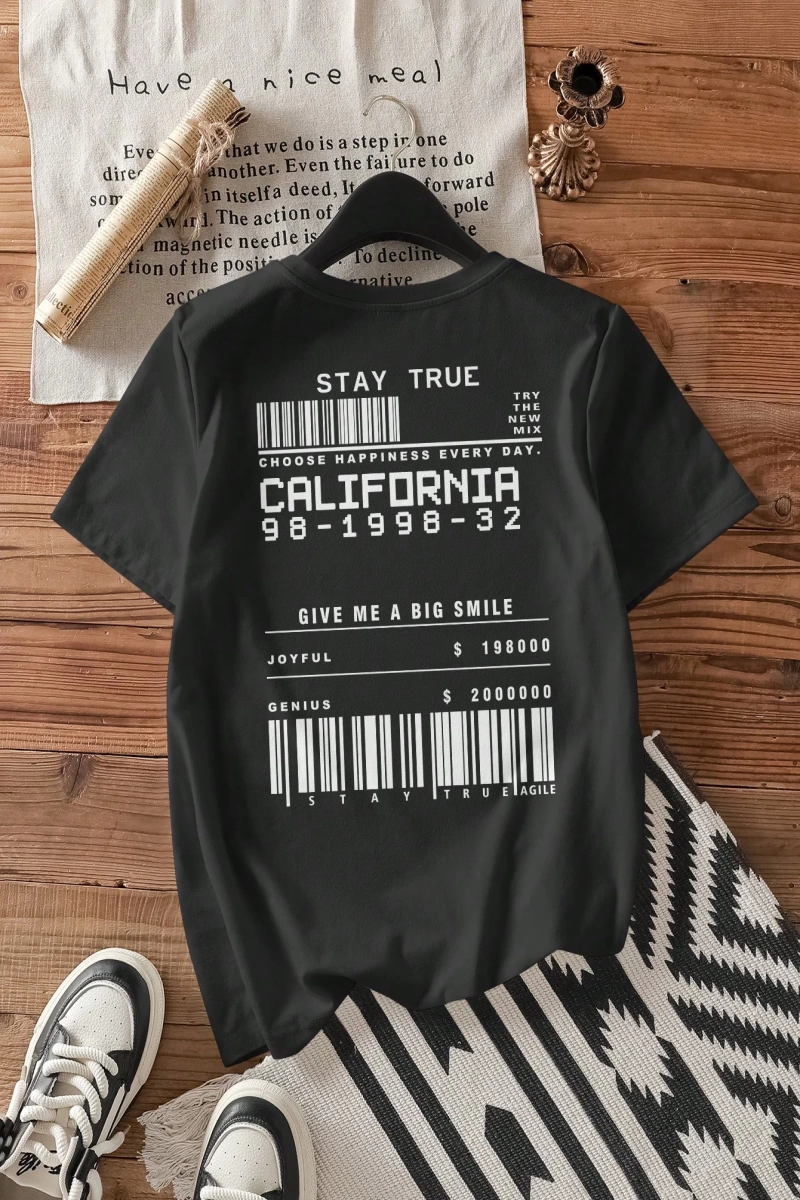 Have a nice meal
that we do is a step in one
another. Even the failure to do
in itself a deed, It forward
The action of pole
magnetic needle is
of the To decline
STAY TRUE
TRY
THE
NEW
MIX
CHOOSE HAPPINESS EVERY DAY.
CALIFORNIA
98-1998-32
GIVE ME A BIG SMILE
JOYFUL $ 198000
GENIUS $ 2000000
STAY TRUE AGILE